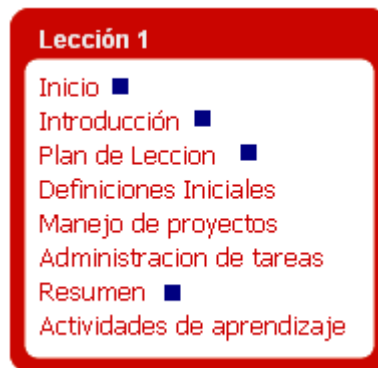 Lección 1
Inicio
Introducción
Plan de Leccion
Definiciones Iniciales
Manejo de proyectos
Administracion de tareas
Resumen
Actividades de aprendizaje